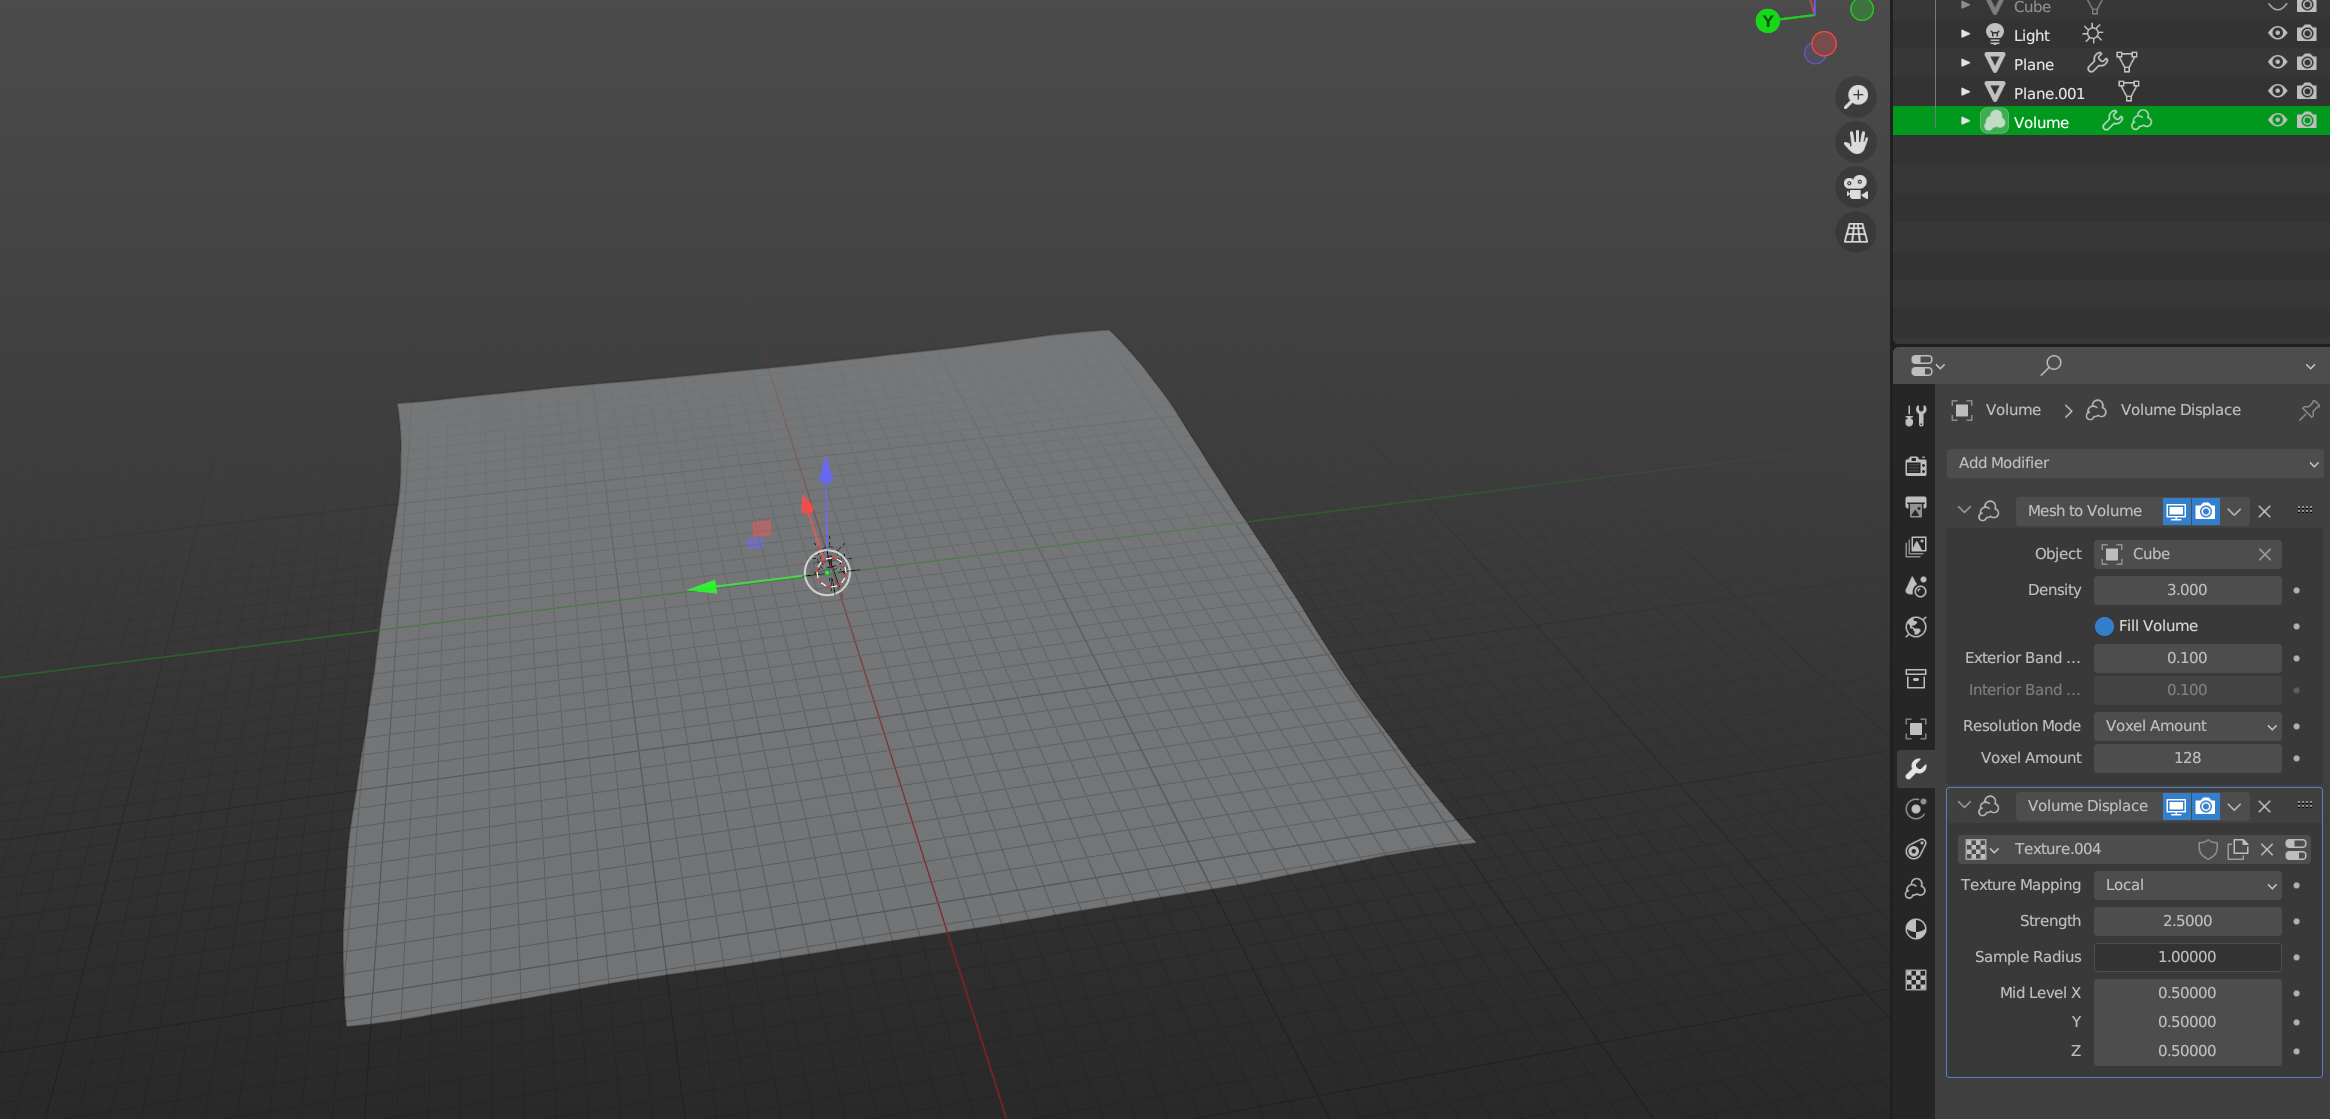 Y
Cube
Light
Plane
Plane.001
Volume
Volume > Volume Displace
Add Modifier
Mesh to Volume
Object Cube
Density 3.000
Fill Volume
Exterior Band ... 0.100
Interior Band ... 0.100
Resolution Mode Voxel Amount
Voxel Amount 128
Volume Displace
Texture.004
Texture Mapping Local
Strength 2.5000
Sample Radius 1.00000
Mid Level X 0.50000
Y 0.50000
Z 0.50000